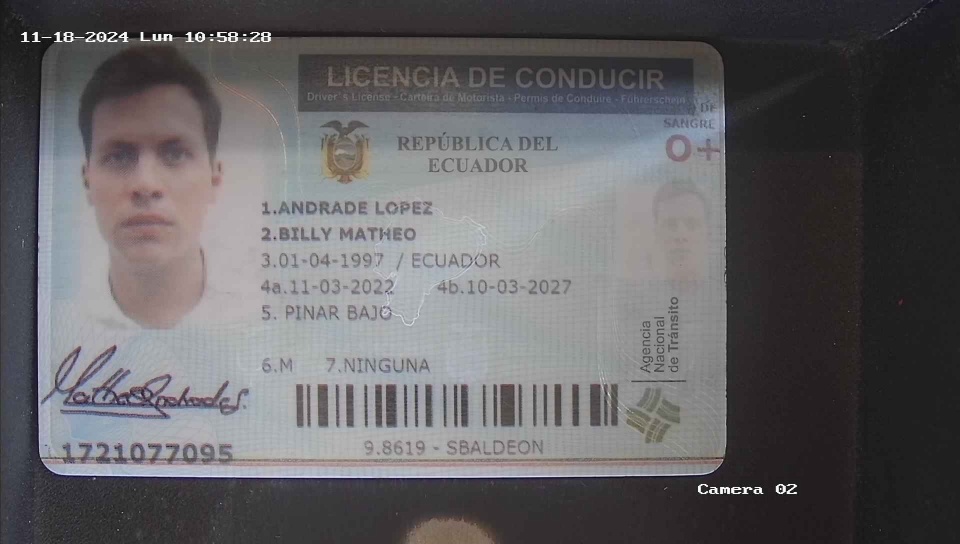 11-18-2024 Lun 10:58:28
LICENCIA DE CONDUCIR
Driver´s License - Carteira de Motorista - Permis de Conduire - Führerschein
DE
SANGRE
O+
REPÚBLICA DEL
ECUADOR
1.ANDRADE LOPEZ
2.BILLY MATHEO
3.01-04-1997 / ECUADOR
4a.11-03-2022 4b.10-03-2027
5. PINAR BAJO
6.M 7.NINGUNA
Agencia
Nacional
de Tránsito
1721077095
9.8619 - SBALDEON
Camera 02